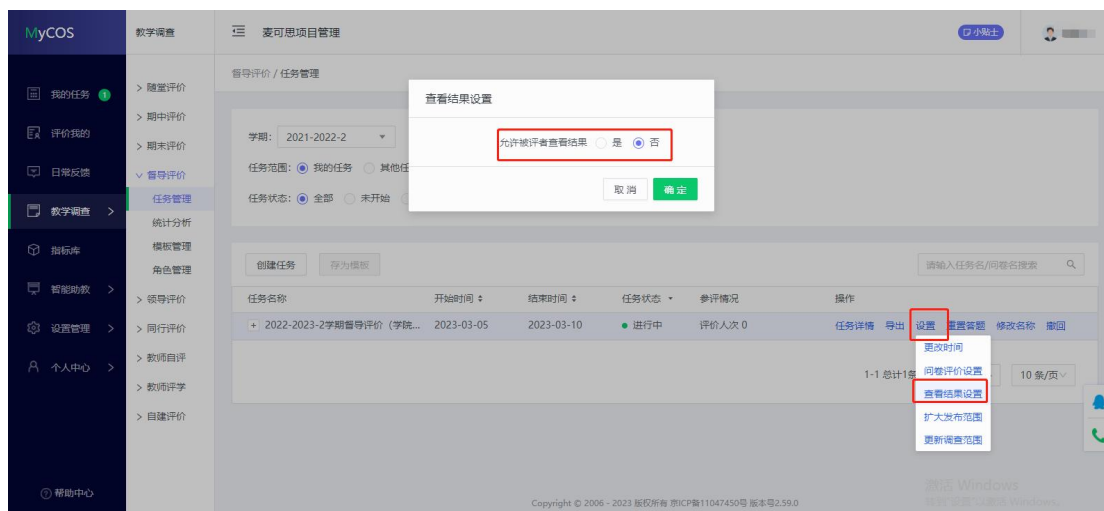 MyCOS
教学调查
麦可思项目管理
小贴士
我的任务 1
评价我的
日常反馈
教学调查
指标库
智能助教
设置管理
个人中心
帮助中心
随堂评价
期中评价
期末评价
督导评价
任务管理
统计分析
模板管理
角色管理
领导评价
同行评价
教师自评
教师评学
自建评价
督导评价 / 任务管理
学期: 2021-2022-2
任务范围: 我的任务 其他任
任务状态: 全部 未开始
查看结果设置
允许被评者查看结果 是 否
取消 确定
创建任务 存为模板
请输入任务名/问卷名搜索
任务名称 开始时间 结束时间 任务状态 参评情况 操作
2022-2023-2学期督导评价（学院... 2023-03-05 2023-03-10 进行中 评价人次 0 任务详情 导出 设置 重置答题 修改名称 撤回
更改时间
问卷评价设置
查看结果设置
扩大发布范围
更新调查范围
1-1 总计1条
10 条/页
激活 Windows
Copyright © 2006 - 2023 版权所有 京ICP备11047450号 版本号2.59.0